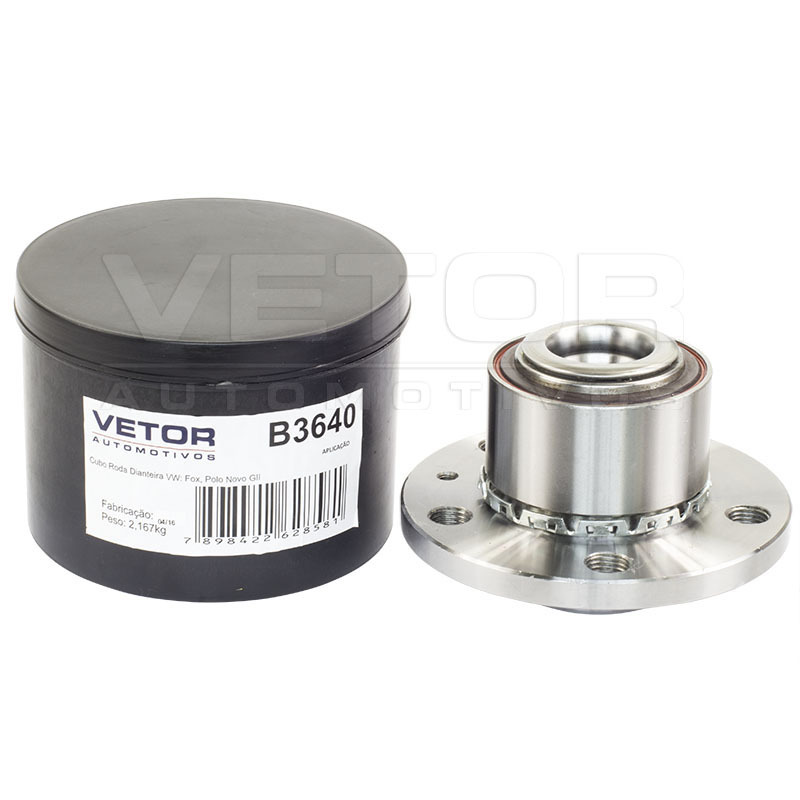 VETOR
AUTOMOTIVOS
VETOR
AUTOMOTIVOS
B3640
APLICAÇÃO
Cubo Roda Dianteira VW: Fox, Polo Novo GII
Fabricação: 04/16
Peso: 2,167kg
7 898422 628581